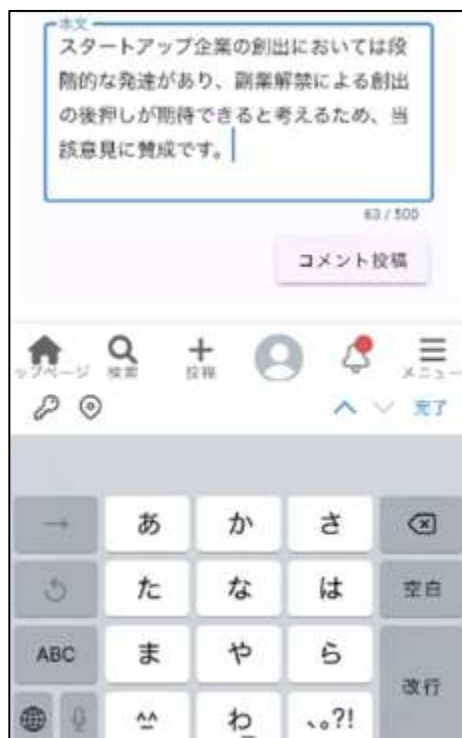 本文
スタートアップ企業の創出においては段
階的な発達があり、副業解禁による創出
の後押しが期待できると考えるため、当
該意見に賛成です。
63 / 500
コメント投稿
ップページ 検索 投稿 メニュー
完了
→ あ か さ
た な は 空白
ABC ま や ら
改行
^^ わ 、。?!